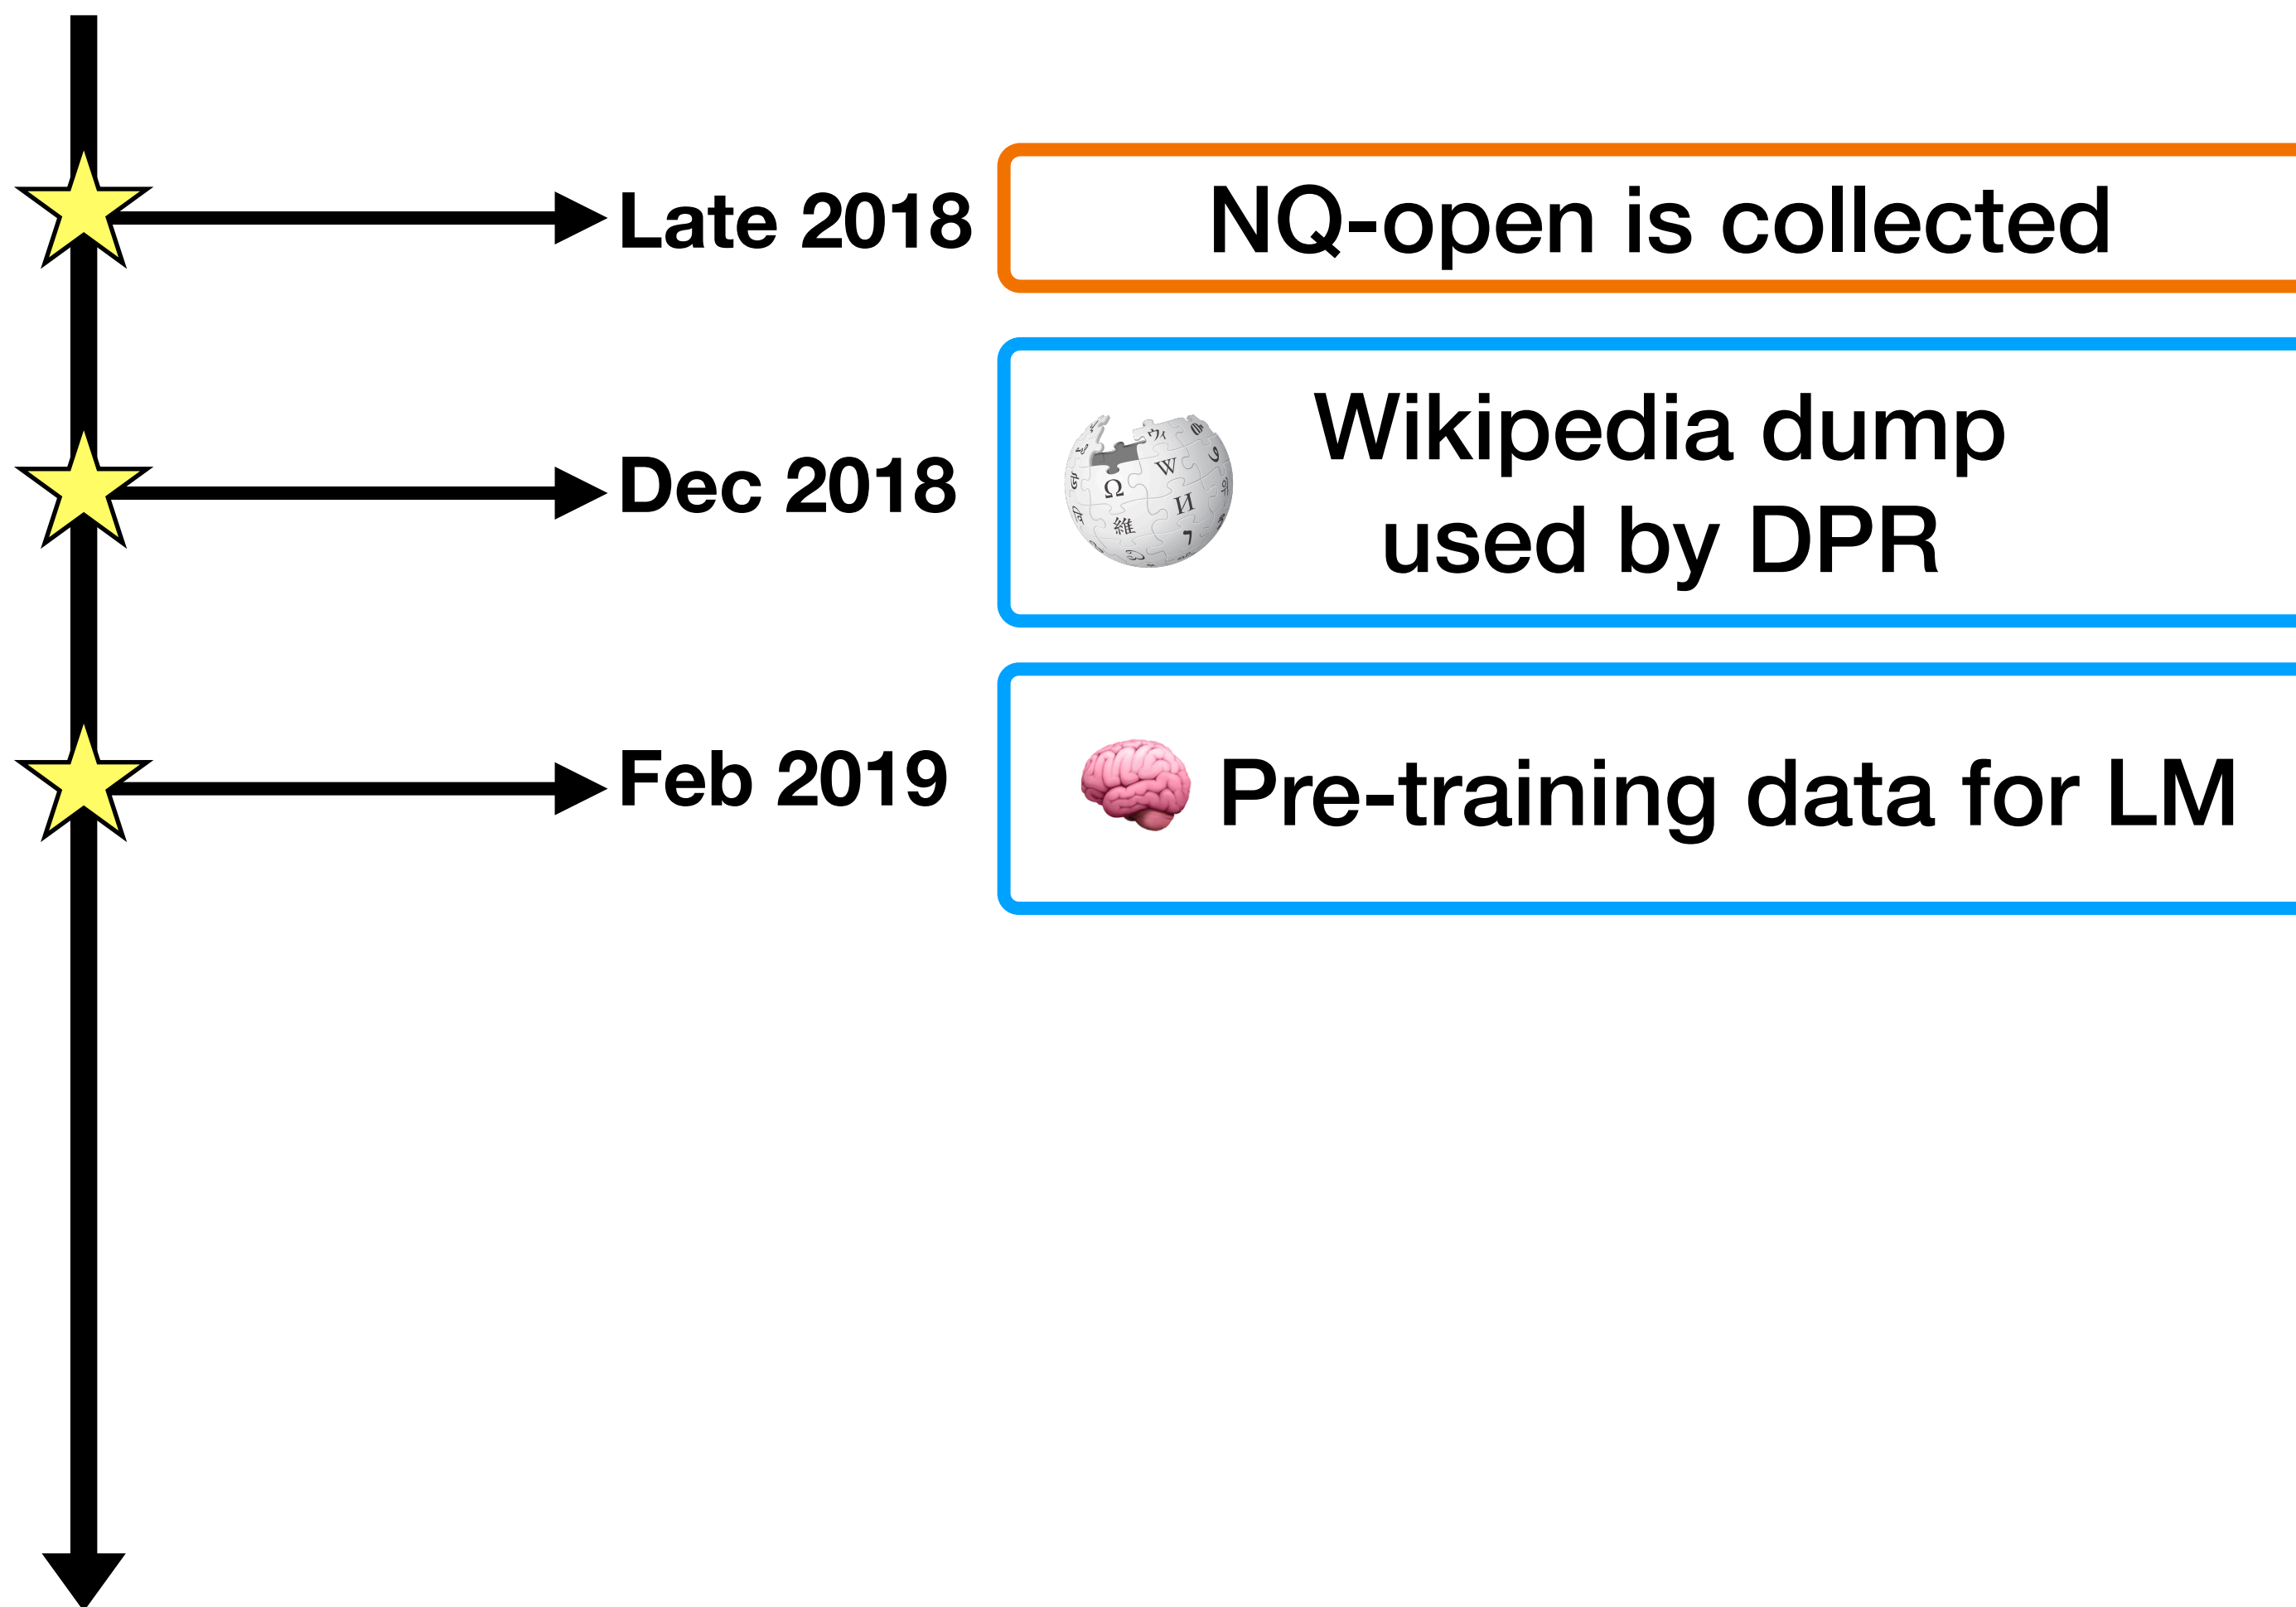 Late 2018
NQ-open is collected
Dec 2018
Wikipedia dump
used by DPR
Feb 2019
Pre-training data for LM